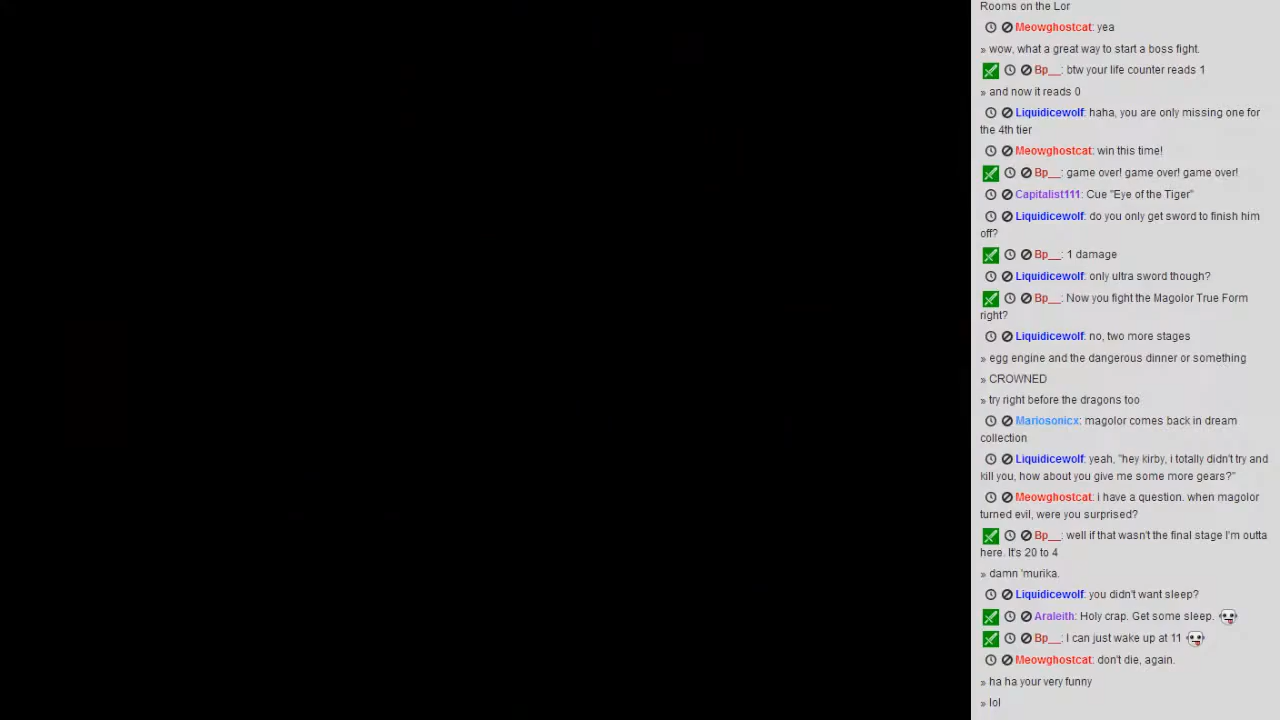 Rooms on the Lor
Meowghostcat: yea
» wow, what a great way to start a boss fight.
Bp__: btw your life counter reads 1
» and now it reads 0
Liquidicewolf: haha, you are only missing one for
the 4th tier
Meowghostcat: win this time!
Bp__: game over! game over! game over!
Capitalist111: Cue "Eye of the Tiger"
Liquidicewolf: do you only get sword to finish him
off?
Bp__: 1 damage
Liquidicewolf: only ultra sword though?
Bp__: Now you fight the Magolor True Form
right?
Liquidicewolf: no, two more stages
» egg engine and the dangerous dinner or something
» CROWNED
» try right before the dragons too
Mariosonicx: magolor comes back in dream
collection
Liquidicewolf: yeah, "hey kirby, i totally didn't try and
kill you, how about you give me some more gears?"
Meowghostcat: i have a question. when magolor
turned evil, were you surprised?
Bp__: well if that wasn't the final stage I'm outta
here. It's 20 to 4
» damn 'murika.
Liquidicewolf: you didn't want sleep?
Araleith: Holy crap. Get some sleep.
Bp__: I can just wake up at 11
Meowghostcat: don't die, again.
» ha ha your very funny
» lol